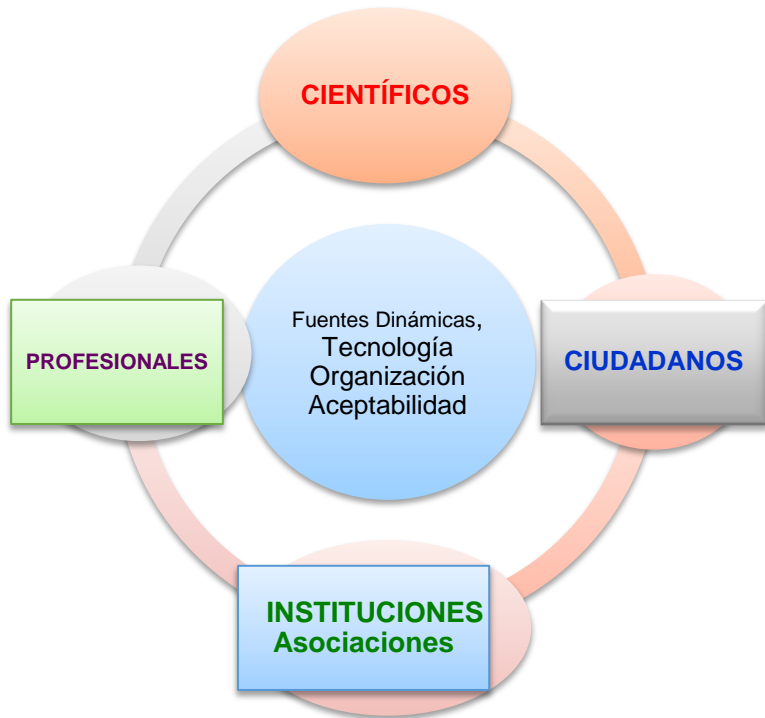 CIENTÍFICOS
PROFESIONALES
Fuentes Dinámicas,
Tecnología
Organización
Aceptabilidad
CIUDADANOS
INSTITUCIONES
Asociaciones